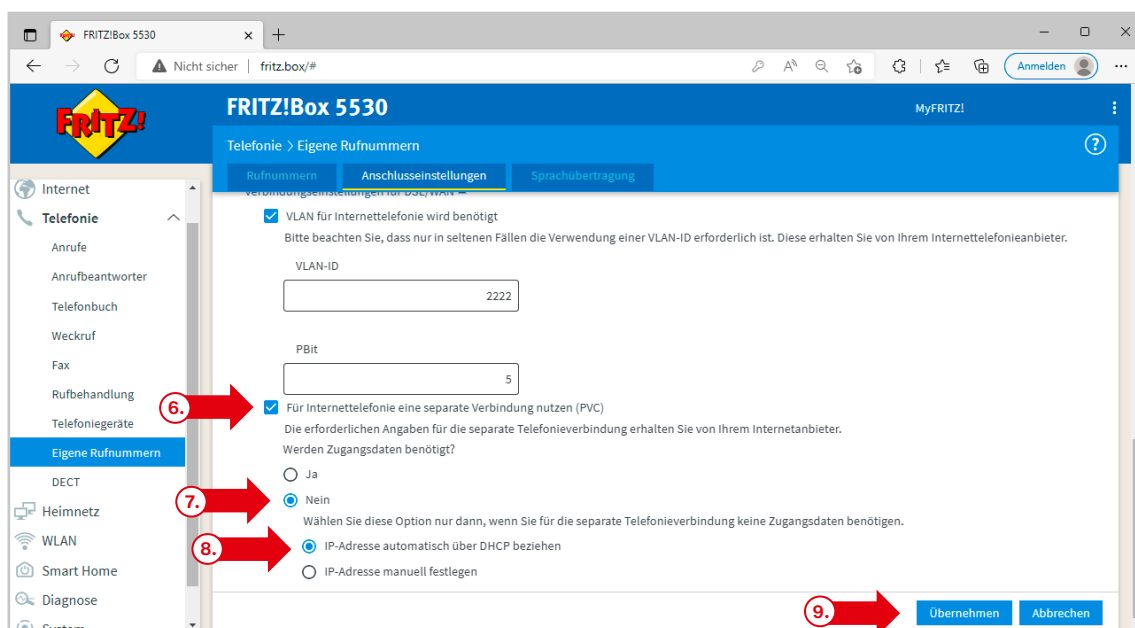 FRITZ!Box 5530
Nicht sicher
fritz.box/#
Anmelden
FRITZ!
FRITZ!Box 5530
MyFRITZ!
Telefonie > Eigene Rufnummern
Rufnummern
Anschlusseinstellungen
Sprachübertragung
Internet
Telefonie
Anrufe
Anrufbeantworter
Telefonbuch
Weckruf
Fax
Rufbehandlung
Telefoniegeräte
Eigene Rufnummern
DECT
Heimnetz
WLAN
Smart Home
Diagnose
System
Verbindungseinstellungen für DSL/WAN
VLAN für Internettelefonie wird benötigt
Bitte beachten Sie, dass nur in seltenen Fällen die Verwendung einer VLAN-ID erforderlich ist. Diese erhalten Sie von Ihrem Internettelefonieanbieter.
VLAN-ID
2222
PBit
5
6.
Für Internettelefonie eine separate Verbindung nutzen (PVC)
Die erforderlichen Angaben für die separate Telefonieverbindung erhalten Sie von Ihrem Internetanbieter.
Werden Zugangsdaten benötigt?
Ja
7.
Nein
Wählen Sie diese Option nur dann, wenn Sie für die separate Telefonieverbindung keine Zugangsdaten benötigen.
8.
IP-Adresse automatisch über DHCP beziehen
IP-Adresse manuell festlegen
9.
Übernehmen
Abbrechen